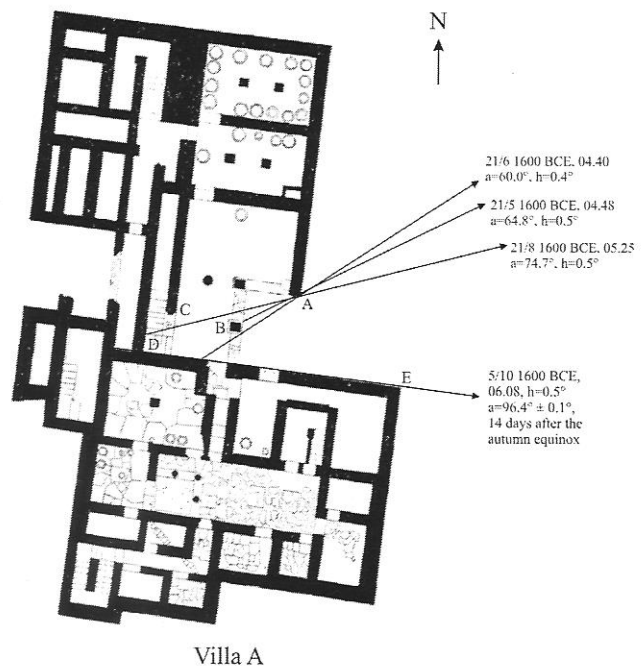 N
21/6 1600 BCE, 04.40
a=60.0°, h=0.4°
21/5 1600 BCE, 04.48
a=64.8°, h=0.5°
21/8 1600 BCE, 05.25
a=74.7°, h=0.5°
A
C
B
D
E
5/10 1600 BCE,
06.08, h=0.5°
a=96.4° ± 0.1°,
14 days after the
autumn equinox
Villa A